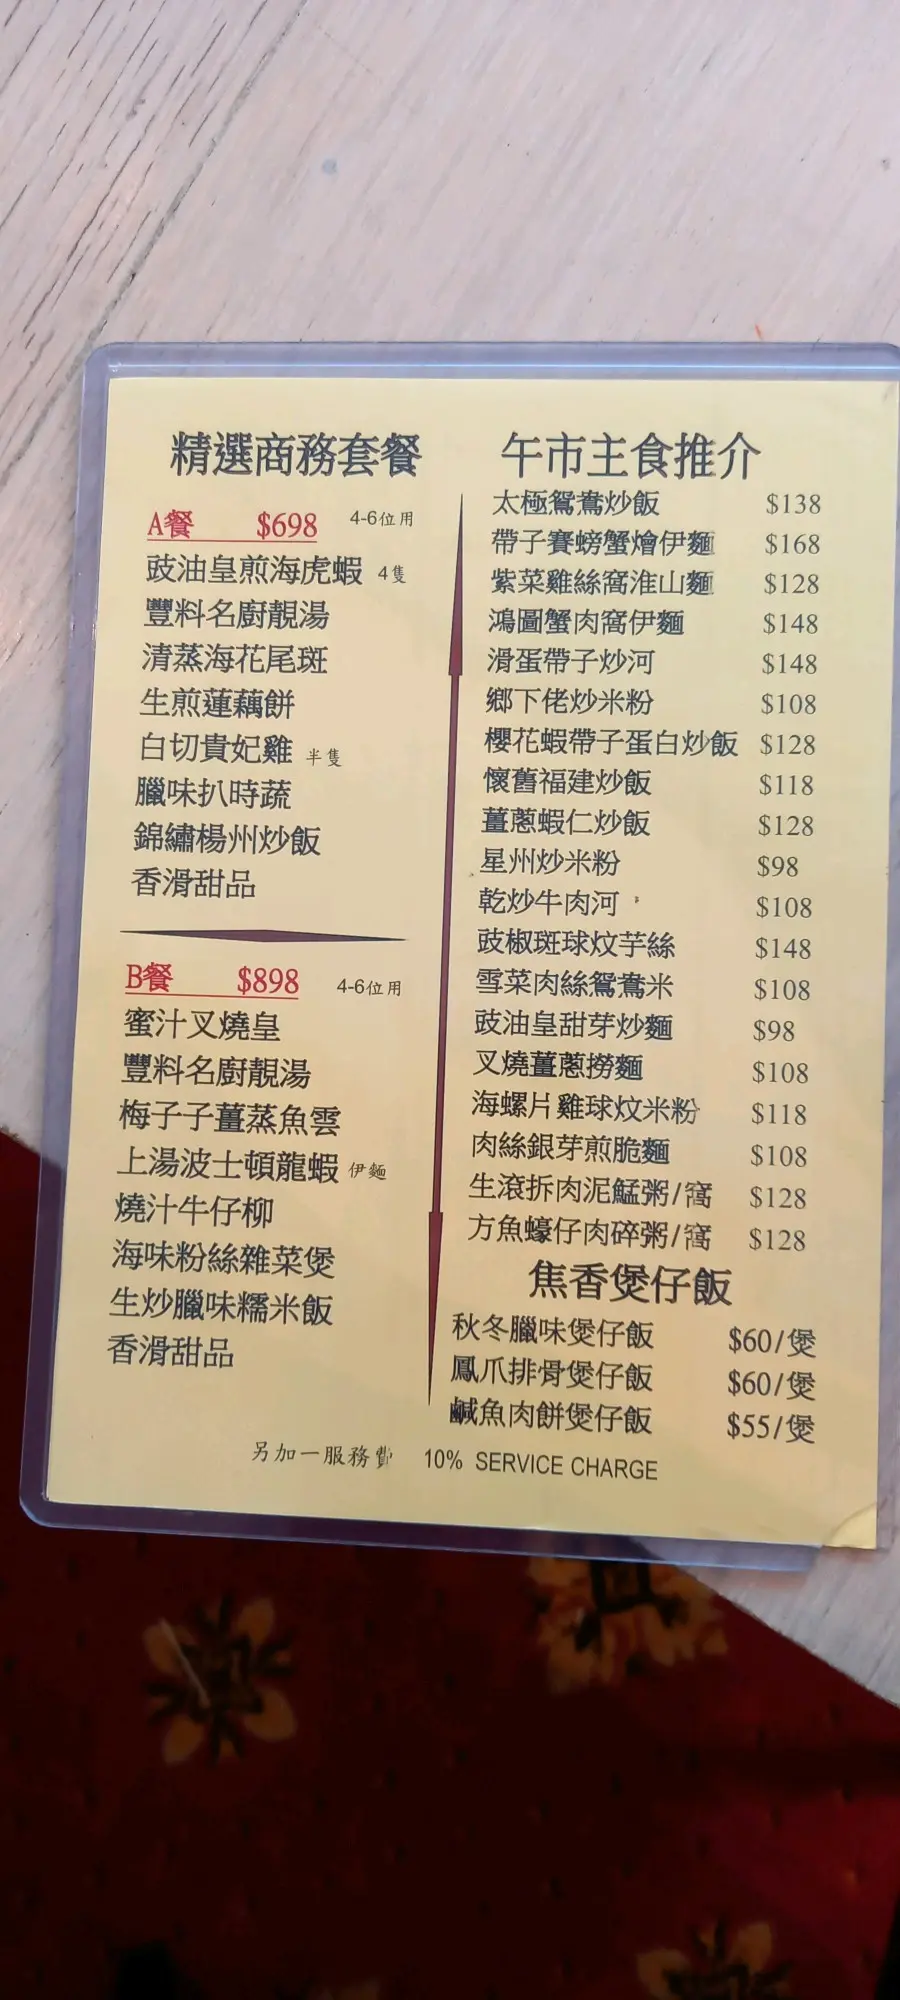 精選商務套餐
A餐 $698 4-6位用
豉油皇煎海虎蝦 4隻
豐料名廚靚湯
清蒸海花尾斑
生煎蓮藕餅
白切貴妃雞 半隻
臘味扒時蔬
錦繡楊州炒飯
香滑甜品
B餐 $898 4-6位用
蜜汁叉燒皇
豐料名廚靚湯
梅子子薑蒸魚雲
上湯波士頓龍蝦 伊麵
燒汁牛仔柳
海味粉絲雜菜煲
生炒臘味糯米飯
香滑甜品
午市主食推介
太極鴛鴦炒飯 $138
帶子賽螃蟹燴伊麵 $168
紫菜雞絲窩淮山麵 $128
鴻圖蟹肉窩伊麵 $148
滑蛋帶子炒河 $148
鄉下佬炒米粉 $108
櫻花蝦帶子蛋白炒飯 $128
懷舊福建炒飯 $118
薑蔥蝦仁炒飯 $128
星州炒米粉 $98
乾炒牛肉河 $108
豉椒斑球炆芋絲 $148
雪菜肉絲鴛鴦米 $108
豉油皇甜芽炒麵 $98
叉燒薑蔥撈麵 $108
海螺片雞球炆米粉 $118
肉絲銀芽煎脆麵 $108
生滾拆肉泥鯭粥/窩 $128
方魚蠔仔肉碎粥/窩 $128
焦香煲仔飯
秋冬臘味煲仔飯 $60/煲
鳳爪排骨煲仔飯 $60/煲
鹹魚肉餅煲仔飯 $55/煲
另加一服務費 10% SERVICE CHARGE